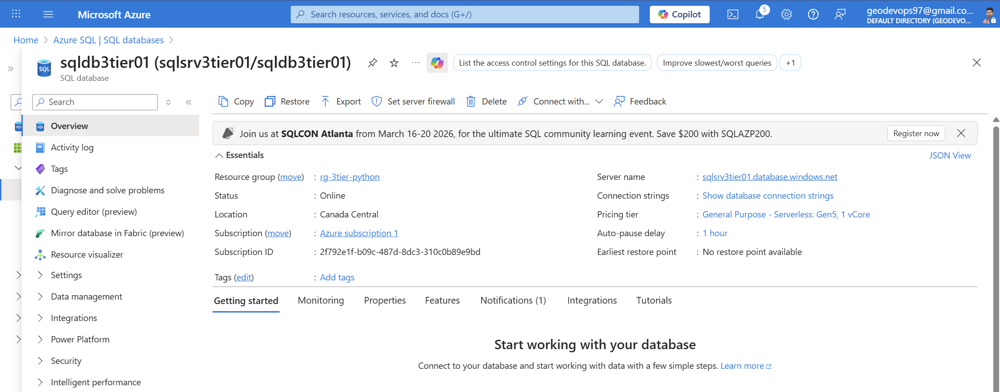 Microsoft Azure
Search resources, services, and docs (G+/)
Copilot
5
geodevops97@gmail.co...
DEFAULT DIRECTORY (GEODEVO...
Home > Azure SQL | SQL databases >
sqldb3tier01 (sqlsrv3tier01/sqldb3tier01)
SQL database
List the access control settings for this SQL database.
Improve slowest/worst queries
+1
Search
Copy
Restore
Export
Set server firewall
Delete
Connect with...
Feedback
Overview
Activity log
Tags
Diagnose and solve problems
Query editor (preview)
Mirror database in Fabric (preview)
Resource visualizer
Settings
Data management
Integrations
Power Platform
Security
Intelligent performance
Join us at SQLCON Atlanta from March 16-20 2026, for the ultimate SQL community learning event. Save $200 with SQLAZP200.
Register now
Essentials
JSON View
Resource group (move) : rg-3tier-python
Status : Online
Location : Canada Central
Subscription (move) : Azure subscription 1
Subscription ID : 2f792e1f-b09c-487d-8dc3-310c0b89e9bd
Tags (edit) : Add tags
Server name : sqlsrv3tier01.database.windows.net
Connection strings : Show database connection strings
Pricing tier : General Purpose - Serverless: Gen5, 1 vCore
Auto-pause delay : 1 hour
Earliest restore point : No restore point available
Getting started
Monitoring
Properties
Features
Notifications (1)
Integrations
Tutorials
Start working with your database
Connect to your database and start working with data with a few simple steps. Learn more